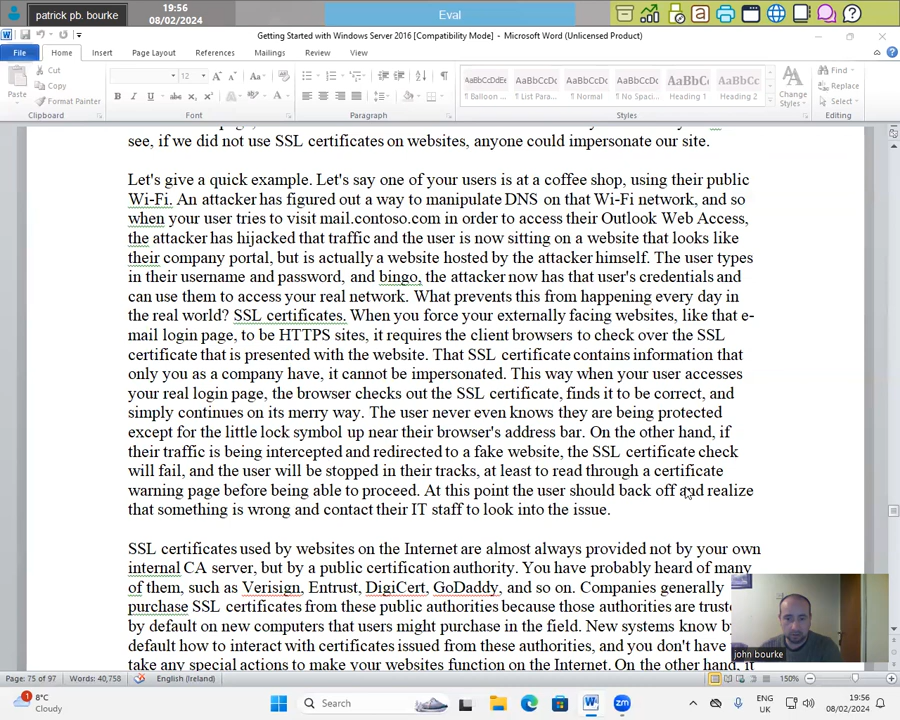 patrick pb. bourke
19:56
08/02/2024
Eval
Getting Started with Windows Server 2016 [Compatibility Mode] - Microsoft Word (Unlicensed Product)
File Home Insert Page Layout References Mailings Review View
Paste
Cut
Copy
Format Painter
Clipboard
12
Font
Paragraph
AaBbCcDdEe AaBbCcDc AaBbCcDc AaBbCcDc AaBbCc AaBbCc
¶ Balloon ... ¶ List Para... ¶ Normal ¶ No Spaci... Heading 1 Heading 2
Change Styles
Styles
Find
Replace
Select
Editing
see, if we did not use SSL certificates on websites, anyone could impersonate our site.
Let's give a quick example. Let's say one of your users is at a coffee shop, using their public
Wi-Fi. An attacker has figured out a way to manipulate DNS on that Wi-Fi network, and so
when your user tries to visit mail.contoso.com in order to access their Outlook Web Access,
the attacker has hijacked that traffic and the user is now sitting on a website that looks like
their company portal, but is actually a website hosted by the attacker himself. The user types
in their username and password, and bingo, the attacker now has that user's credentials and
can use them to access your real network. What prevents this from happening every day in
the real world? SSL certificates. When you force your externally facing websites, like that e-
mail login page, to be HTTPS sites, it requires the client browsers to check over the SSL
certificate that is presented with the website. That SSL certificate contains information that
only you as a company have, it cannot be impersonated. This way when your user accesses
your real login page, the browser checks out the SSL certificate, finds it to be correct, and
simply continues on its merry way. The user never even knows they are being protected
except for the little lock symbol up near their browser's address bar. On the other hand, if
their traffic is being intercepted and redirected to a fake website, the SSL certificate check
will fail, and the user will be stopped in their tracks, at least to read through a certificate
warning page before being able to proceed. At this point the user should back off and realize
that something is wrong and contact their IT staff to look into the issue.
SSL certificates used by websites on the Internet are almost always provided not by your own
internal CA server, but by a public certification authority. You have probably heard of many
of them, such as Verisign, Entrust, DigiCert, GoDaddy, and so on. Companies generally
purchase SSL certificates from these public authorities because those authorities are trust
by default on new computers that users might purchase in the field. New systems know b
default how to interact with certificates issued from these authorities, and you don't have
take any special actions to make your websites function on the Internet. On the other hand, it
john bourke
Page: 75 of 97 Words: 40,758 English (Ireland) 150%
8°C
Cloudy
Search
ENG
UK
19:56
08/02/2024